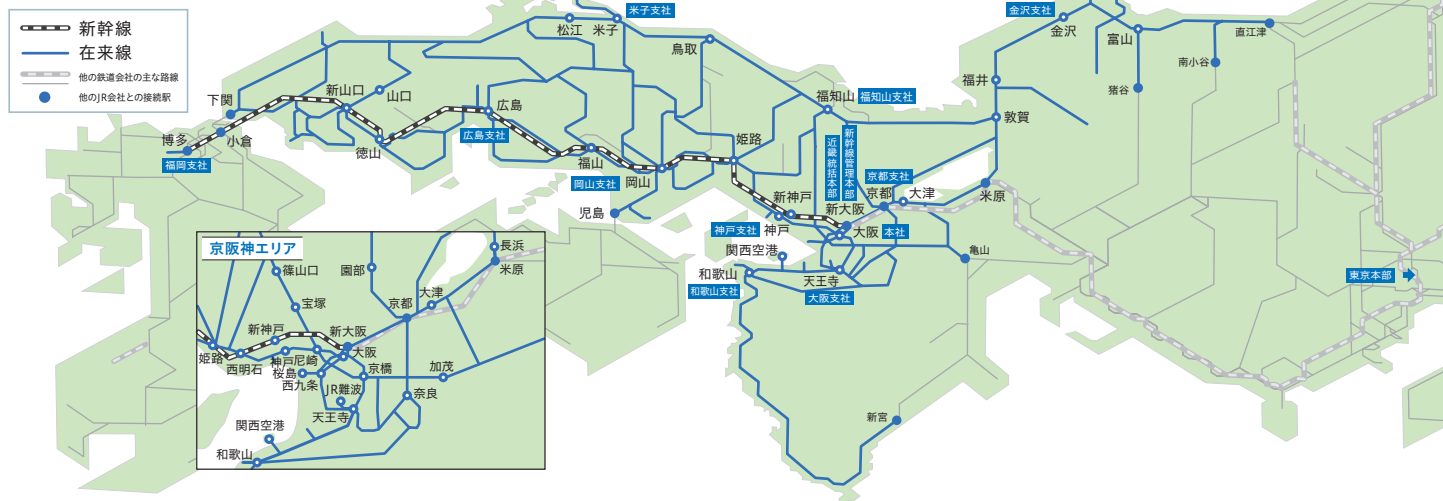 新幹線
在来線
他の鉄道会社の主な路線
他のJR会社との接続駅
米子支社
松江
米子
鳥取
金沢支社
金沢
富山
直江津
南小谷
猪谷
福井
敦賀
下関
新山口
山口
博多
小倉
福岡支社
徳山
広島
広島支社
福山
岡山支社
岡山
児島
姫路
福知山
福知山支社
近畿統括本部
新幹線管理本部
京都支社
京都
大津
米原
新神戸
神戸支社
神戸
新大阪
大阪
本社
亀山
関西空港
和歌山
和歌山支社
天王寺
大阪支社
新宮
東京本部
京阪神エリア
長浜
米原
篠山口
園部
大津
京都
宝塚
新神戸
新大阪
姫路
西明石
神戸
尼崎
大阪
桜島
西九条
京橋
加茂
JR難波
奈良
天王寺
関西空港
和歌山